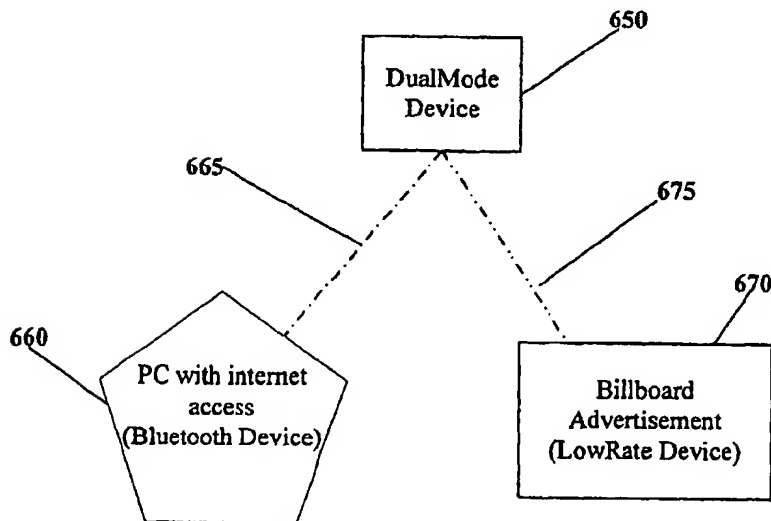 650
DualMode
Device
665
675
670
660
PC with internet
access
(Bluetooth Device)
Billboard
Advertisement
(LowRate Device)